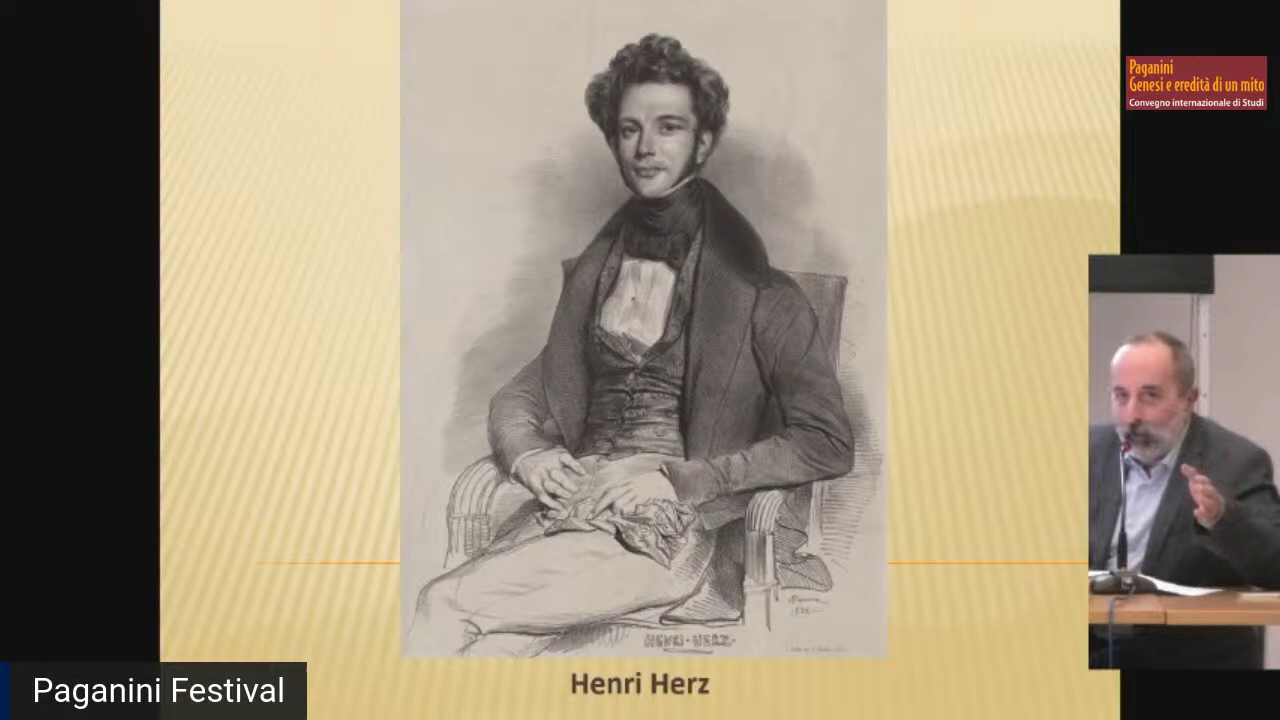 Paganini
Genesi e eredità di un mito
Convegno internazionale di Studi
HENRI·HERZ·
Henri Herz
Paganini Festival